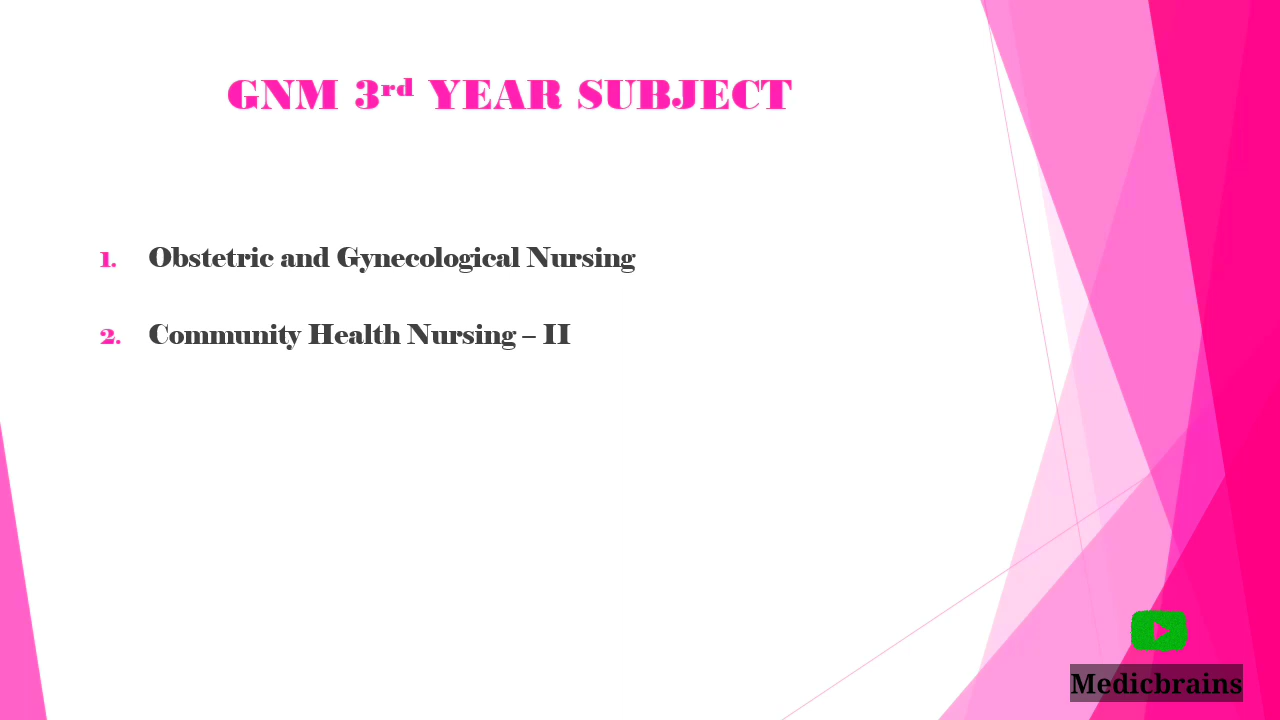 GNM 3rd YEAR SUBJECT
1. Obstetric and Gynecological Nursing
2. Community Health Nursing – II
Medicbrains